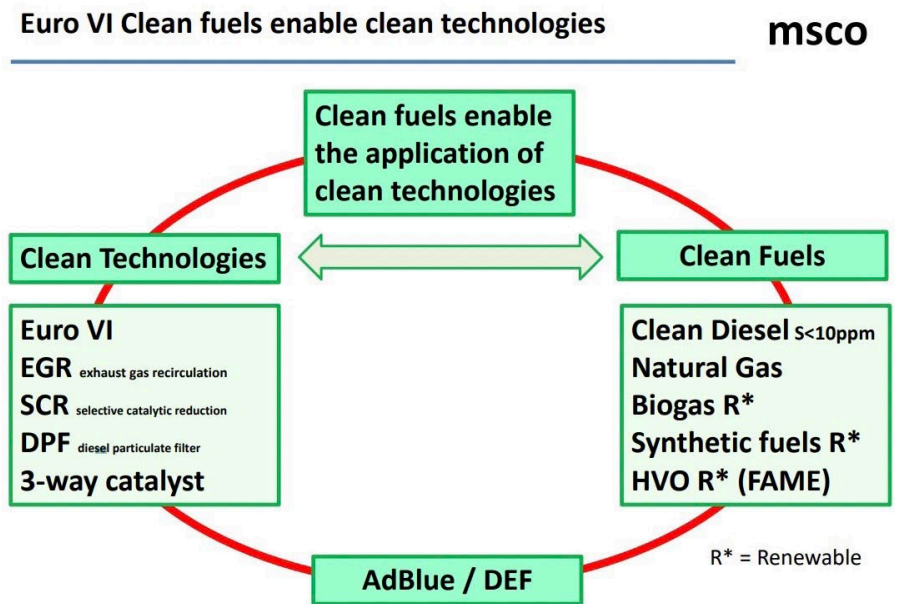 Euro VI Clean fuels enable clean technologies
msco
Clean fuels enable
the application of
clean technologies
Clean Technologies
Clean Fuels
Euro VI
EGR exhaust gas recirculation
SCR selective catalytic reduction
DPF diesel particulate filter
3-way catalyst
Clean Diesel S<10ppm
Natural Gas
Biogas R*
Synthetic fuels R*
HVO R* (FAME)
R* = Renewable
AdBlue / DEF